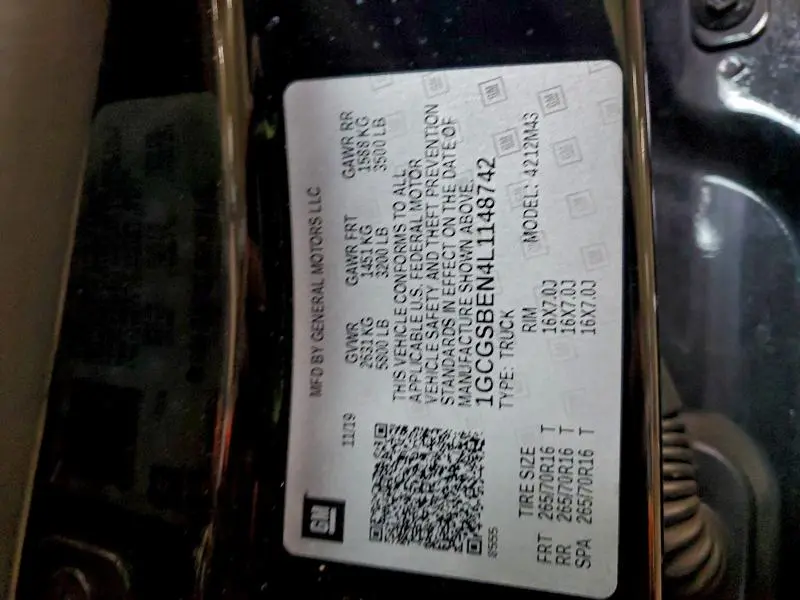 GM
11/19
MFD BY GENERAL MOTORS LLC
GVWR GAWR FRT GAWR RR
2631 KG 1451 KG 1588 KG
5800 LB 3200 LB 3500 LB
THIS VEHICLE CONFORMS TO ALL
APPLICABLE U.S. FEDERAL MOTOR
VEHICLE SAFETY AND THEFT PREVENTION
STANDARDS IN EFFECT ON THE DATE OF
MANUFACTURE SHOWN ABOVE.
1GCGSBEN4L1148742
85555
TYPE: TRUCK MODEL: 4212M43
TIRE SIZE RIM
FRT 265/70R16 T 16X7.0J
RR 265/70R16 T 16X7.0J
SPA 265/70R16 T 16X7.0J